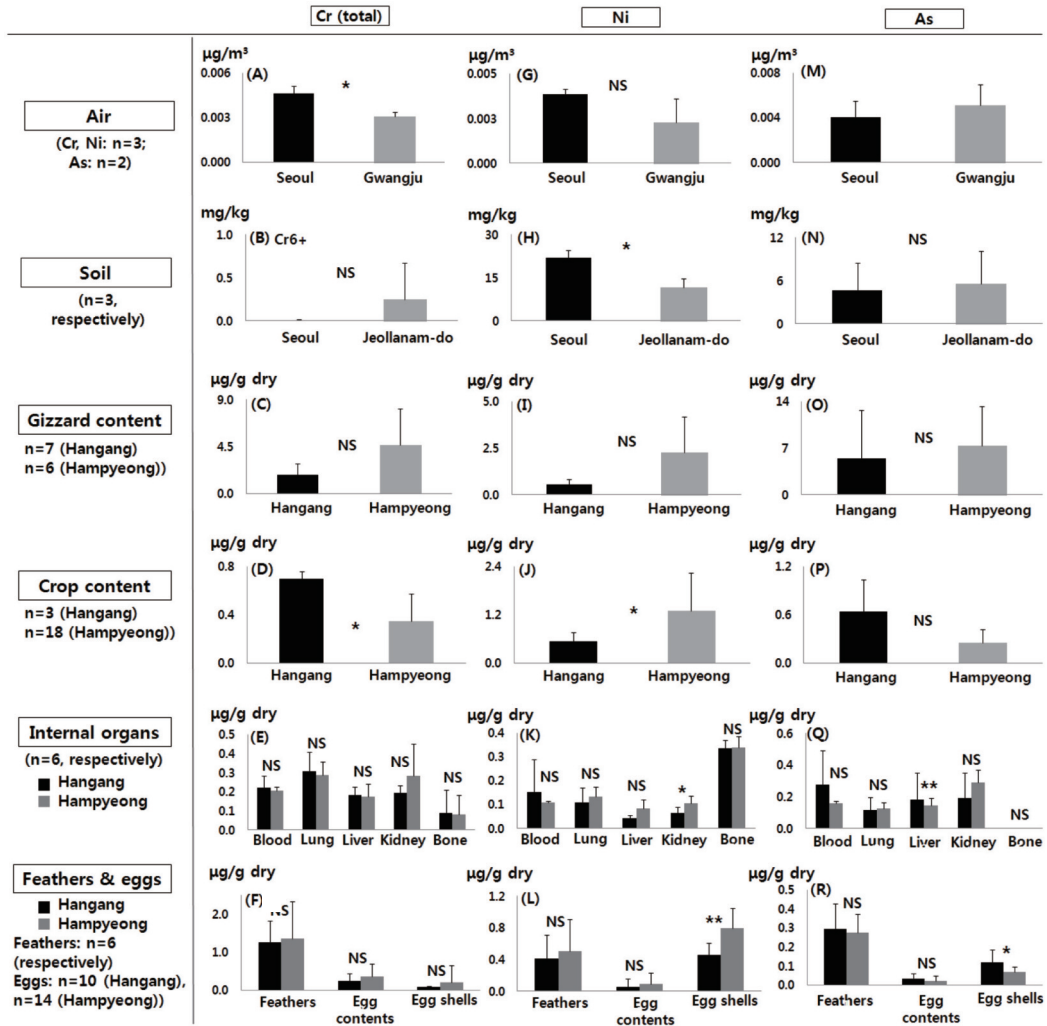 Cr (total)
Ni
As
Air
(Cr, Ni: n=3;
As: n=2)
µg/m³
(A)
*
0.006
0.003
0.000
Seoul
Gwangju
µg/m³
(G)
NS
0.005
0.003
0.000
Seoul
Gwangju
µg/m³
(M)
0.008
0.004
0.000
Seoul
Gwangju
Soil
(n=3,
respectively)
mg/kg
(B) Cr6+
NS
1.0
0.5
0.0
Seoul
Jeollanam-do
mg/kg
(H)
*
30
15
0
Seoul
Jeollanam-do
mg/kg
(N)
NS
12
6
0
Seoul
Jeollanam-do
Gizzard content
n=7 (Hangang)
n=6 (Hampyeong))
µg/g dry
(C)
NS
9.0
4.5
0.0
Hangang
Hampyeong
µg/g dry
(I)
NS
5.0
2.5
0.0
Hangang
Hampyeong
µg/g dry
(O)
NS
14
7
0
Hangang
Hampyeong
Crop content
n=3 (Hangang)
n=18 (Hampyeong))
µg/g dry
(D)
*
0.8
0.4
0.0
Hangang
Hampyeong
µg/g dry
(J)
*
2.4
1.2
0.0
Hangang
Hampyeong
µg/g dry
(P)
NS
1.2
0.6
0.0
Hangang
Hampyeong
Internal organs
(n=6, respectively)
Hangang
Hampyeong
µg/g dry
(E)
NS NS NS NS NS
0.5
0.4
0.3
0.2
0.1
0.0
Blood Lung Liver Kidney Bone
µg/g dry
(K)
NS NS NS * NS
0.4
0.3
0.2
0.1
0.0
Blood Lung Liver Kidney Bone
µg/g dry
(Q)
NS NS ** NS NS
0.6
0.4
0.2
0.0
Blood Lung Liver Kidney Bone
Feathers & eggs
Hangang
Hampyeong
Feathers: n=6
(respectively)
Eggs: n=10 (Hangang),
n=14 (Hampyeong))
µg/g dry
(F)
NS NS NS
2.0
1.0
0.0
Feathers Egg Egg shells
contents
µg/g dry
(L)
NS NS **
1.2
0.8
0.4
0.0
Feathers Egg Egg shells
contents
µg/g dry
(R)
NS NS *
0.5
0.4
0.3
0.2
0.1
0.0
Feathers Egg Egg shells
contents